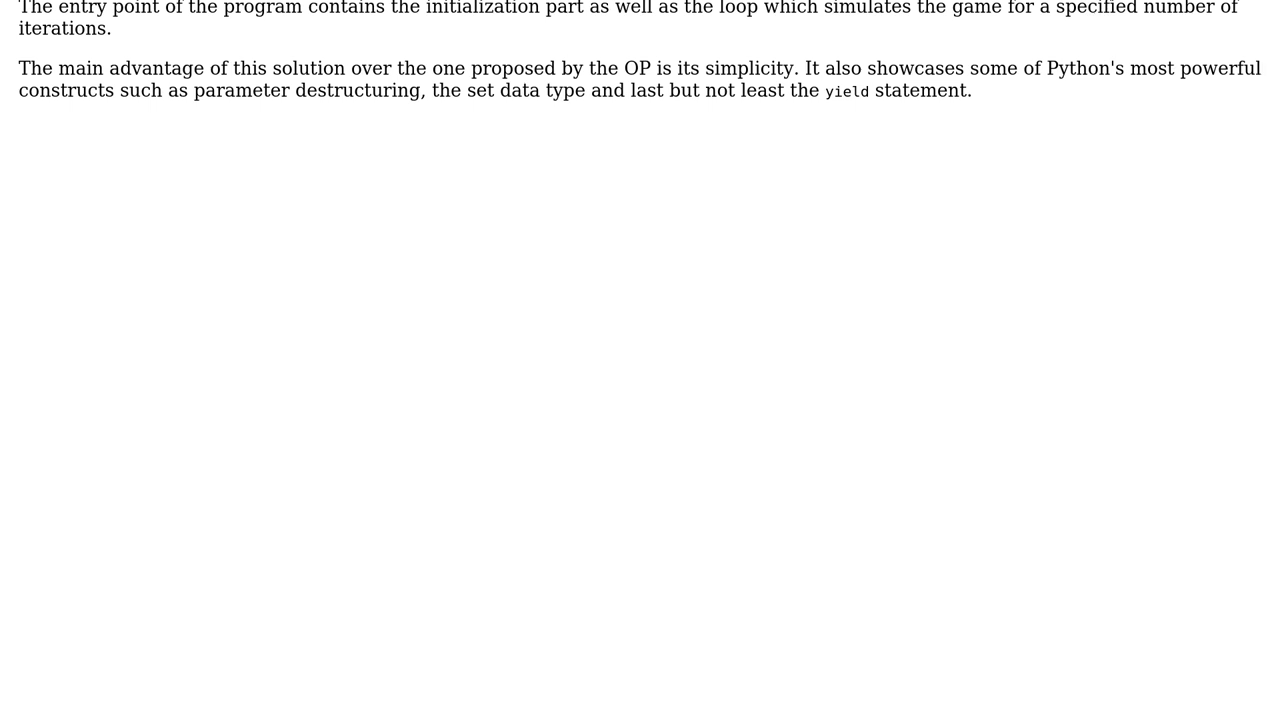 The entry point of the program contains the initialization part as well as the loop which simulates the game for a specified number of
iterations.
The main advantage of this solution over the one proposed by the OP is its simplicity. It also showcases some of Python's most powerful
constructs such as parameter destructuring, the set data type and last but not least the yield statement.